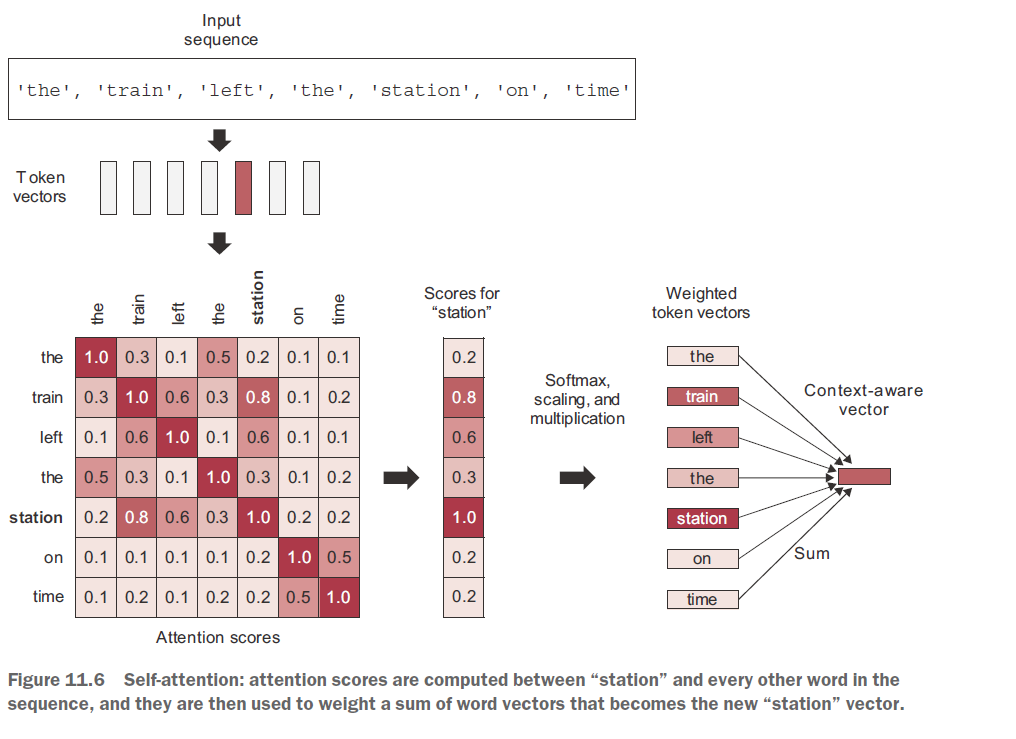 Input
sequence
'the', 'train', 'left', 'the', 'station', 'on', 'time'
Token
vectors
the train left the station on time
the 1.0 0.3 0.1 0.5 0.2 0.1 0.1
train 0.3 1.0 0.6 0.3 0.8 0.1 0.2
left 0.1 0.6 1.0 0.1 0.6 0.1 0.1
the 0.5 0.3 0.1 1.0 0.3 0.1 0.2
station 0.2 0.8 0.6 0.3 1.0 0.2 0.2
on 0.1 0.1 0.1 0.1 0.2 1.0 0.5
time 0.1 0.2 0.1 0.2 0.2 0.5 1.0
Attention scores
Scores for
“station”
0.2
0.8
0.6
0.3
1.0
0.2
0.2
Softmax,
scaling, and
multiplication
Weighted
token vectors
the
train
left
the
station
on
time
Context-aware
vector
Sum
Figure 11.6 Self-attention: attention scores are computed between “station” and every other word in the
sequence, and they are then used to weight a sum of word vectors that becomes the new “station” vector.